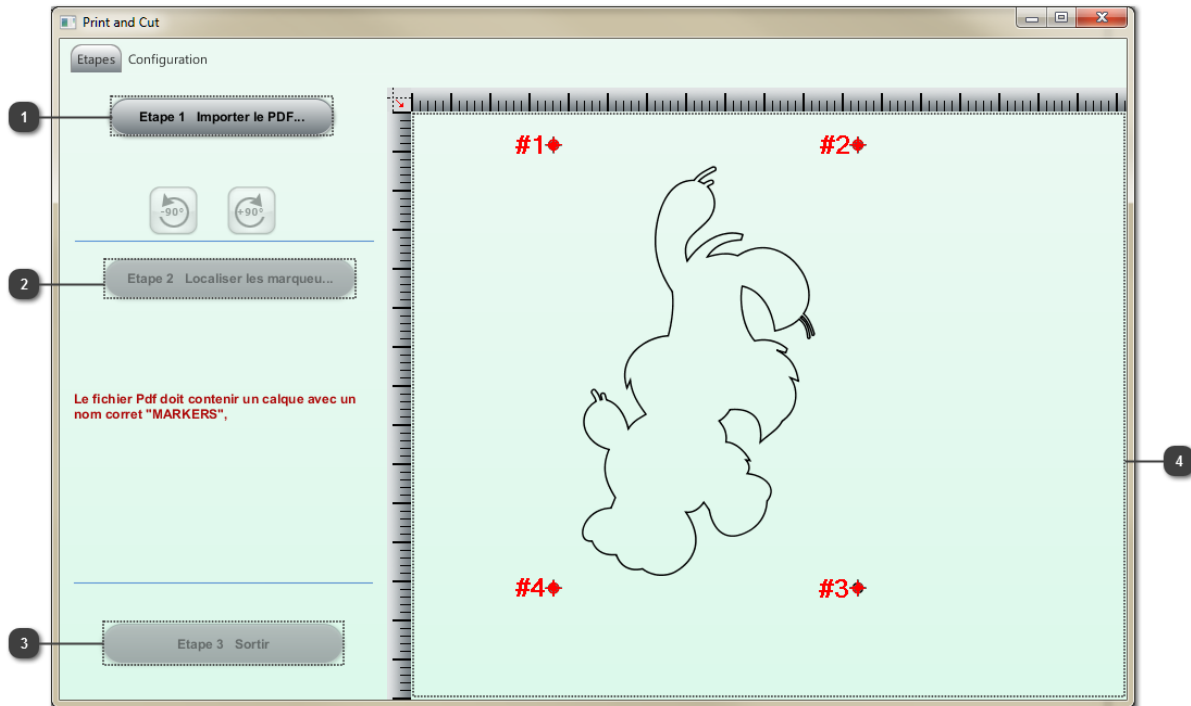 Print and Cut
Etapes Configuration
1
Etape 1 Importer le PDF...
#1
#2
-90°
+90°
2
Etape 2 Localiser les marqueu...
Le fichier Pdf doit contenir un calque avec un
nom corret "MARKERS",
4
#4
#3
3
Etape 3 Sortir